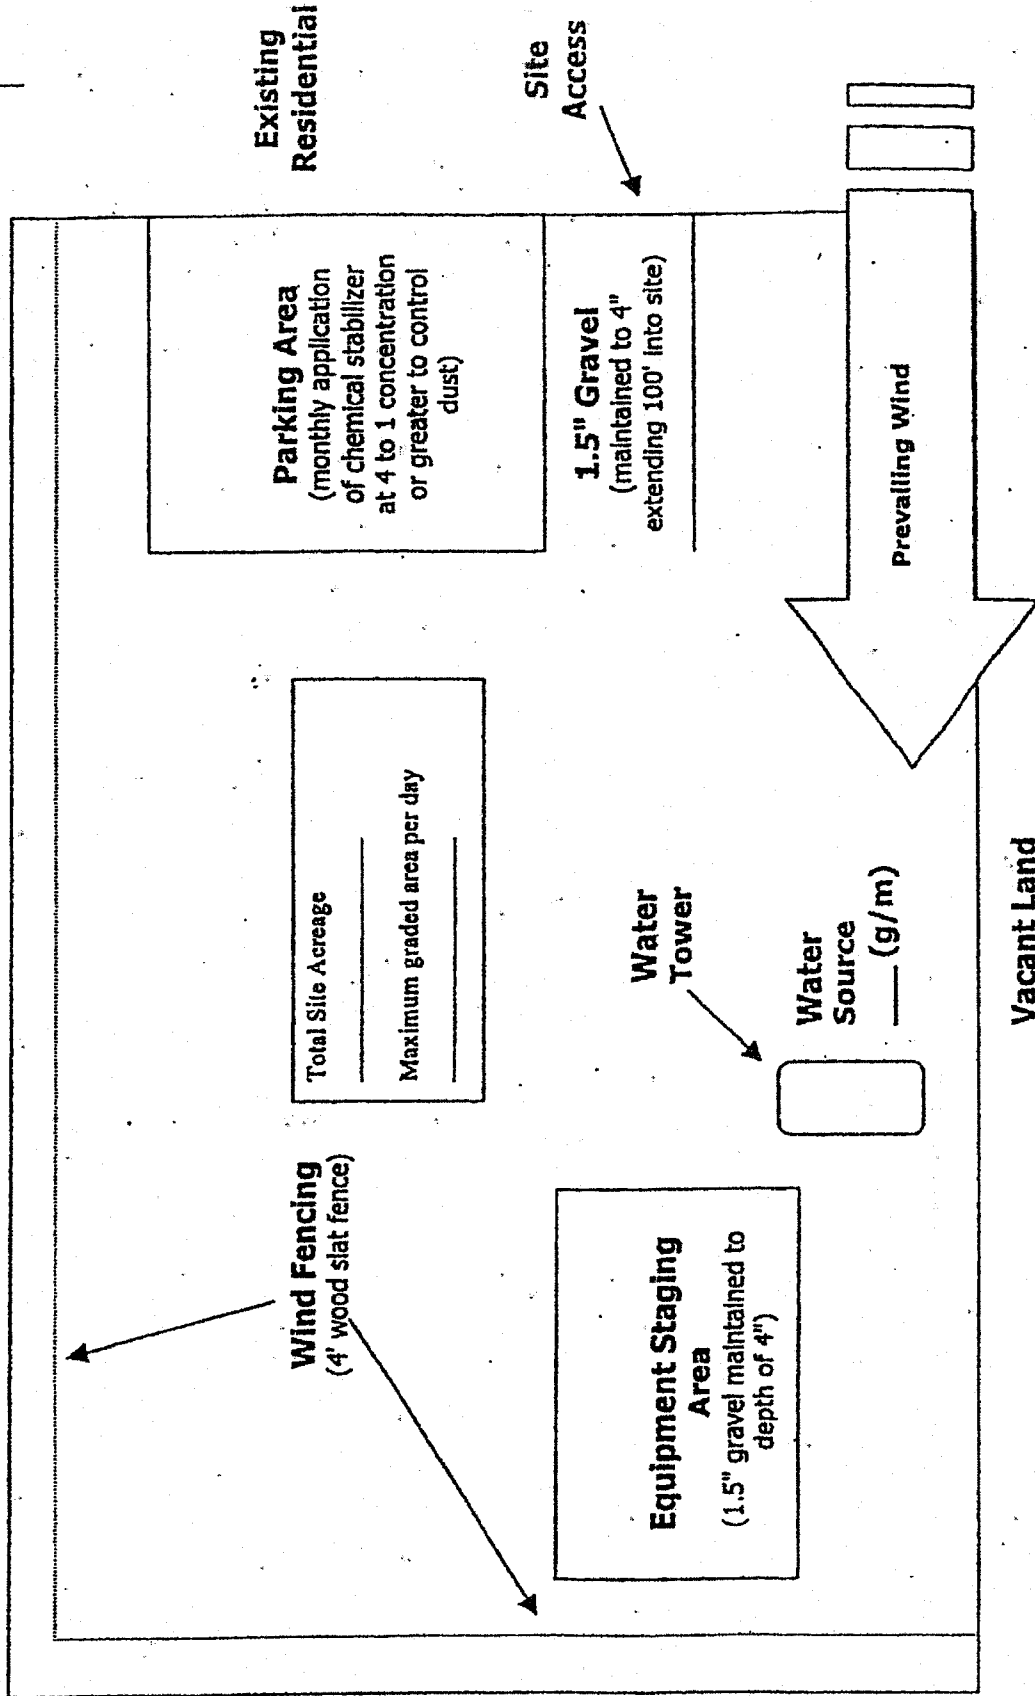 Existing
Residential
Site
Access
Parking Area
(monthly application
of chemical stabilizer
at 4 to 1 concentration
or greater to control
dust)
1.5" Gravel
(maintained to 4"
extending 100' into site)
Prevailing Wind
Total Site Acreage
Maximum graded area per day
Water
Tower
Water
Source
(g/m)
Vacant Land
Wind Fencing
(4' wood slat fence)
Equipment Staging
Area
(1.5" gravel maintained to
depth of 4")